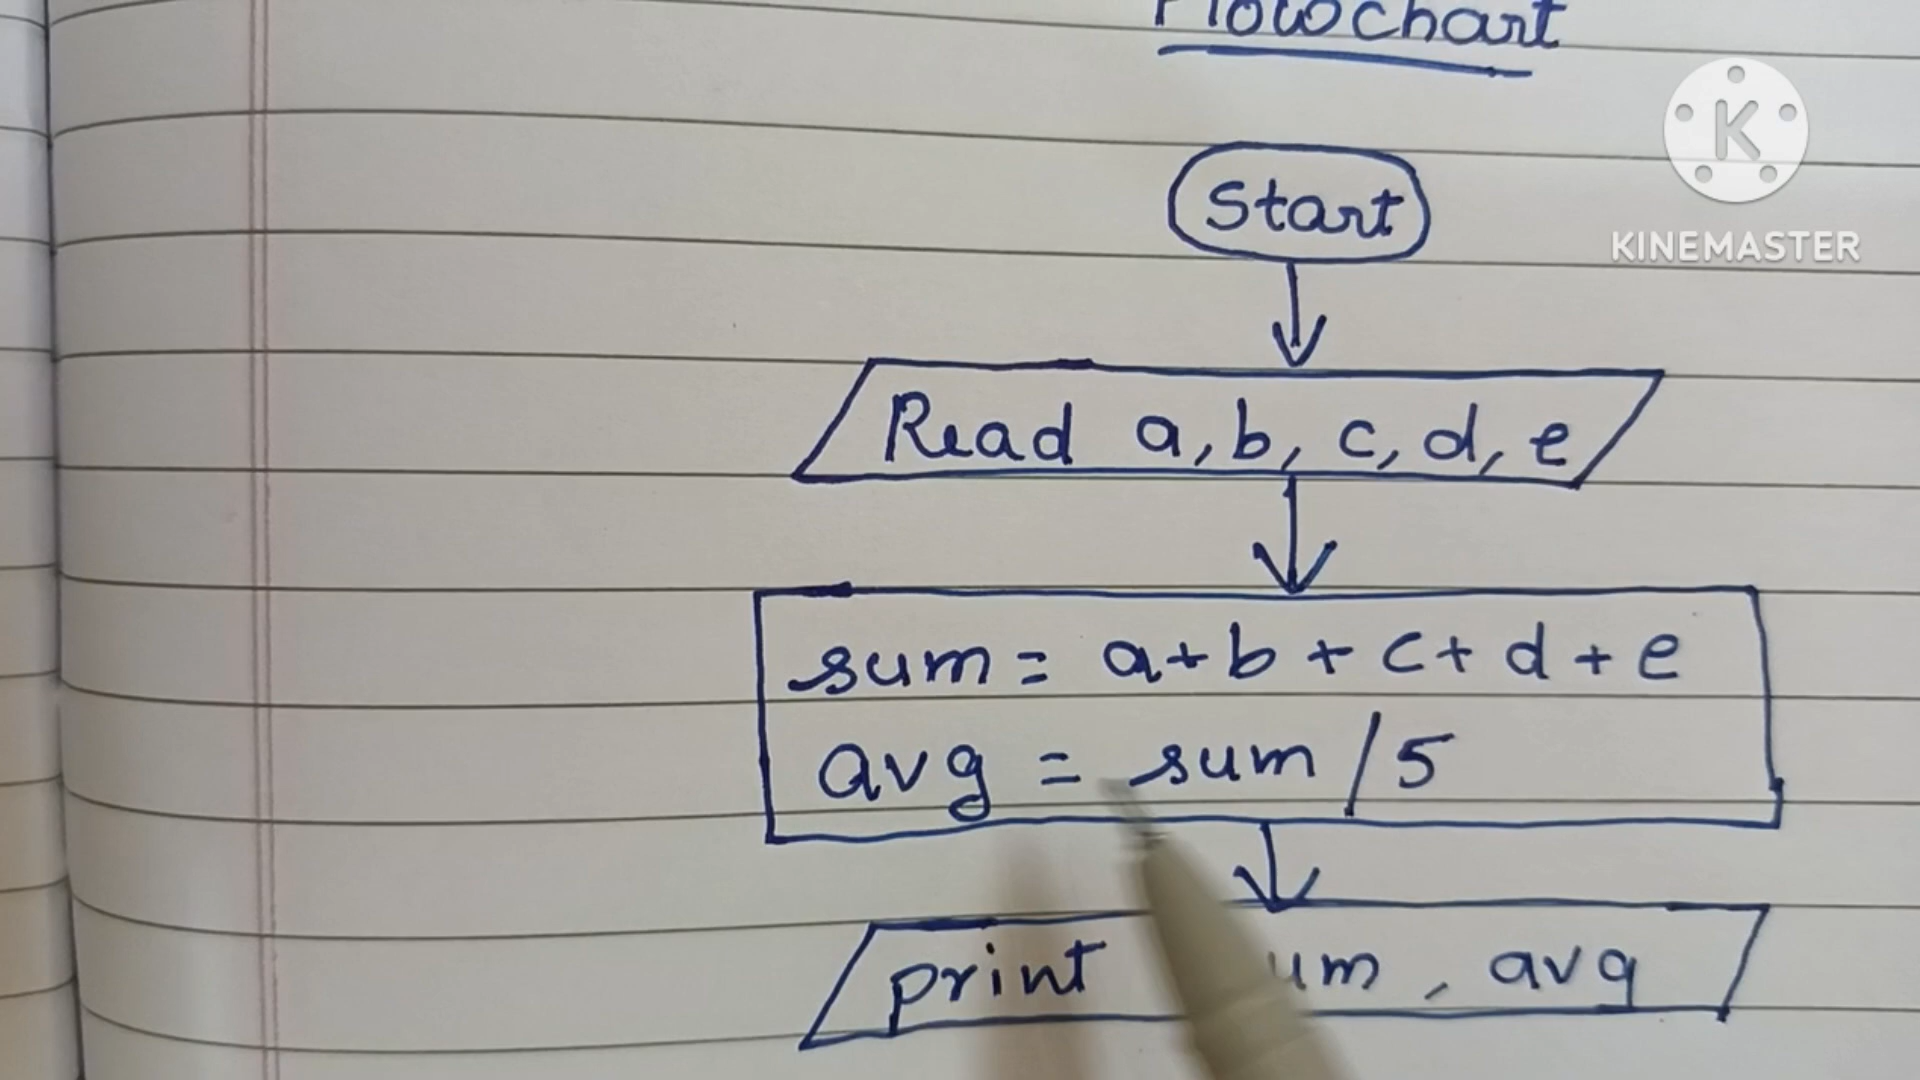 Flowchart
Start
K
KINEMASTER
Read a, b, c, d, e
sum = a + b + c + d + e
avg = sum / 5
print um, avg